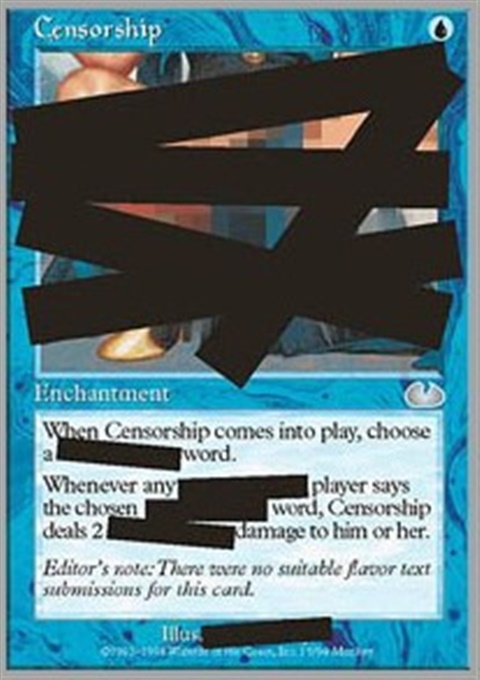 Censorship
Enchantment
When Censorship comes into play, choose
a word.
Whenever any player says
the chosen word, Censorship
deals 2 damage to him or her.
Editor's note: There were no suitable flavor text
submissions for this card.
Illus.